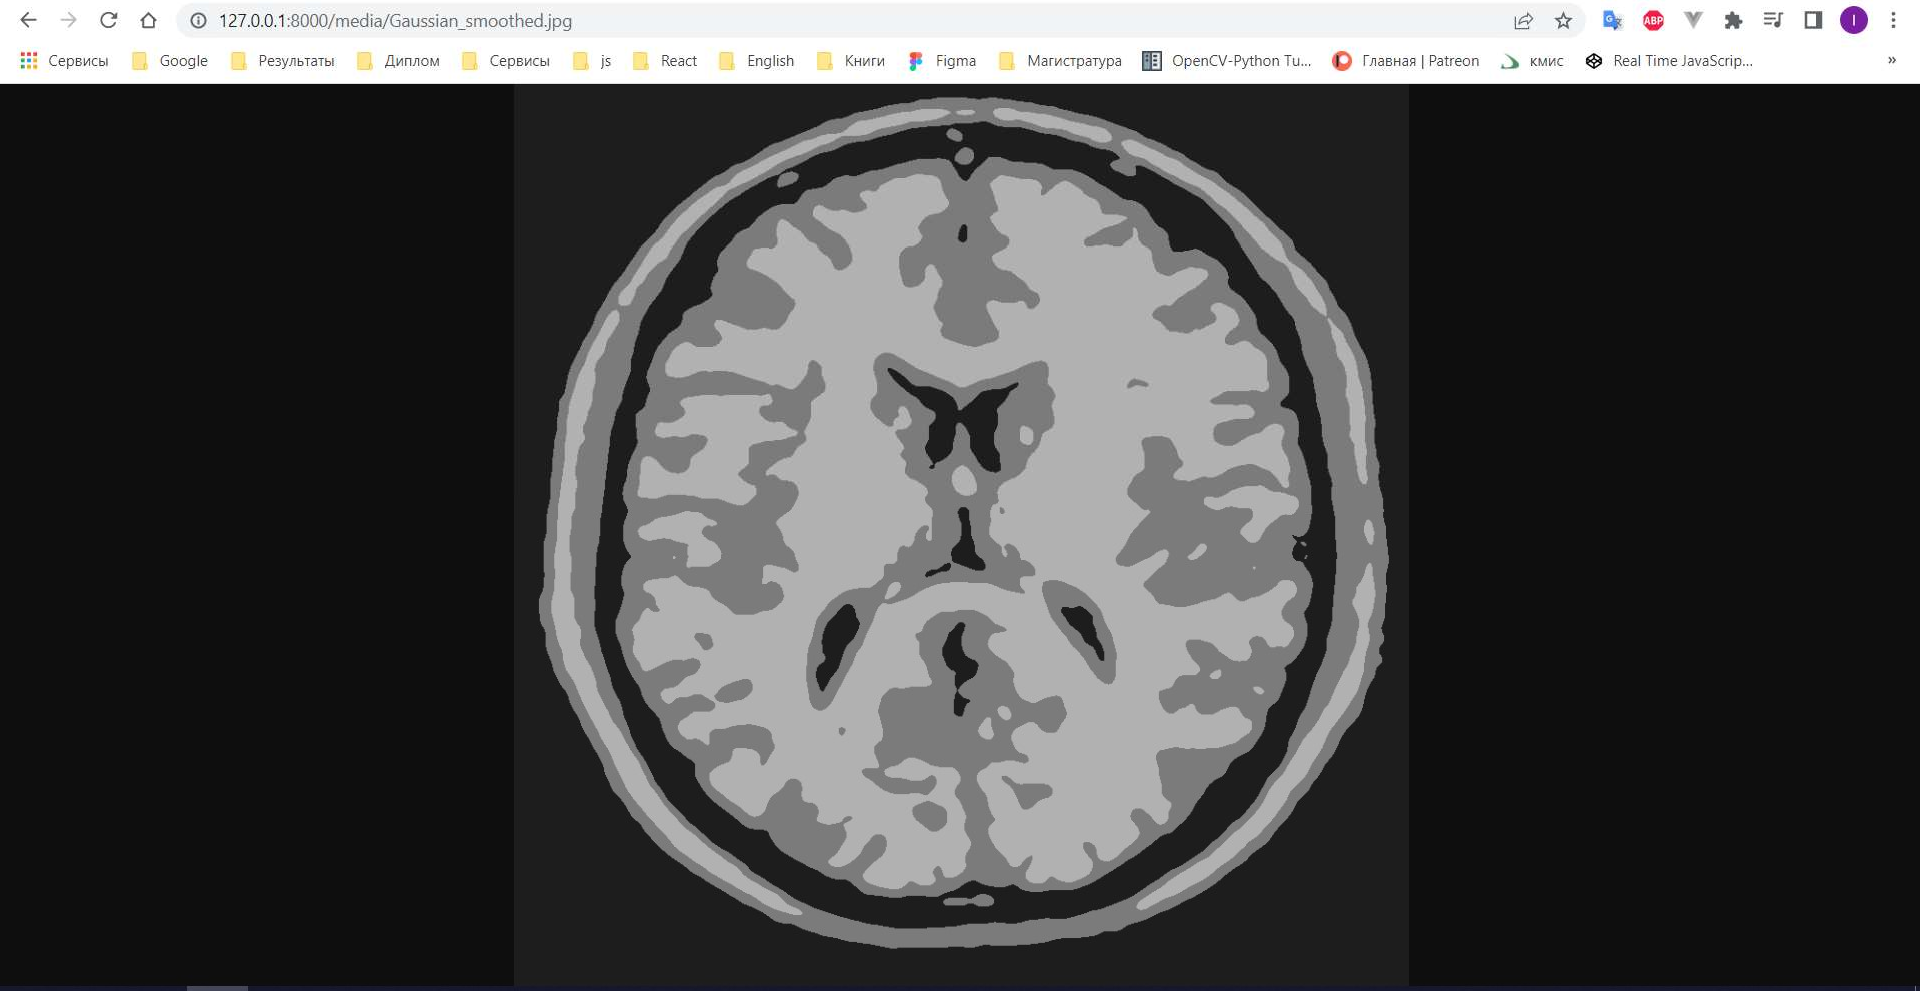 127.0.0.1:8000/media/Gaussian_smoothed.jpg
ABP
I
Сервисы Google Результаты Диплом Сервисы js React English Книги Figma Магистратура OpenCV-Python Tu... Главная | Patreon кмис Real Time JavaScrip... »